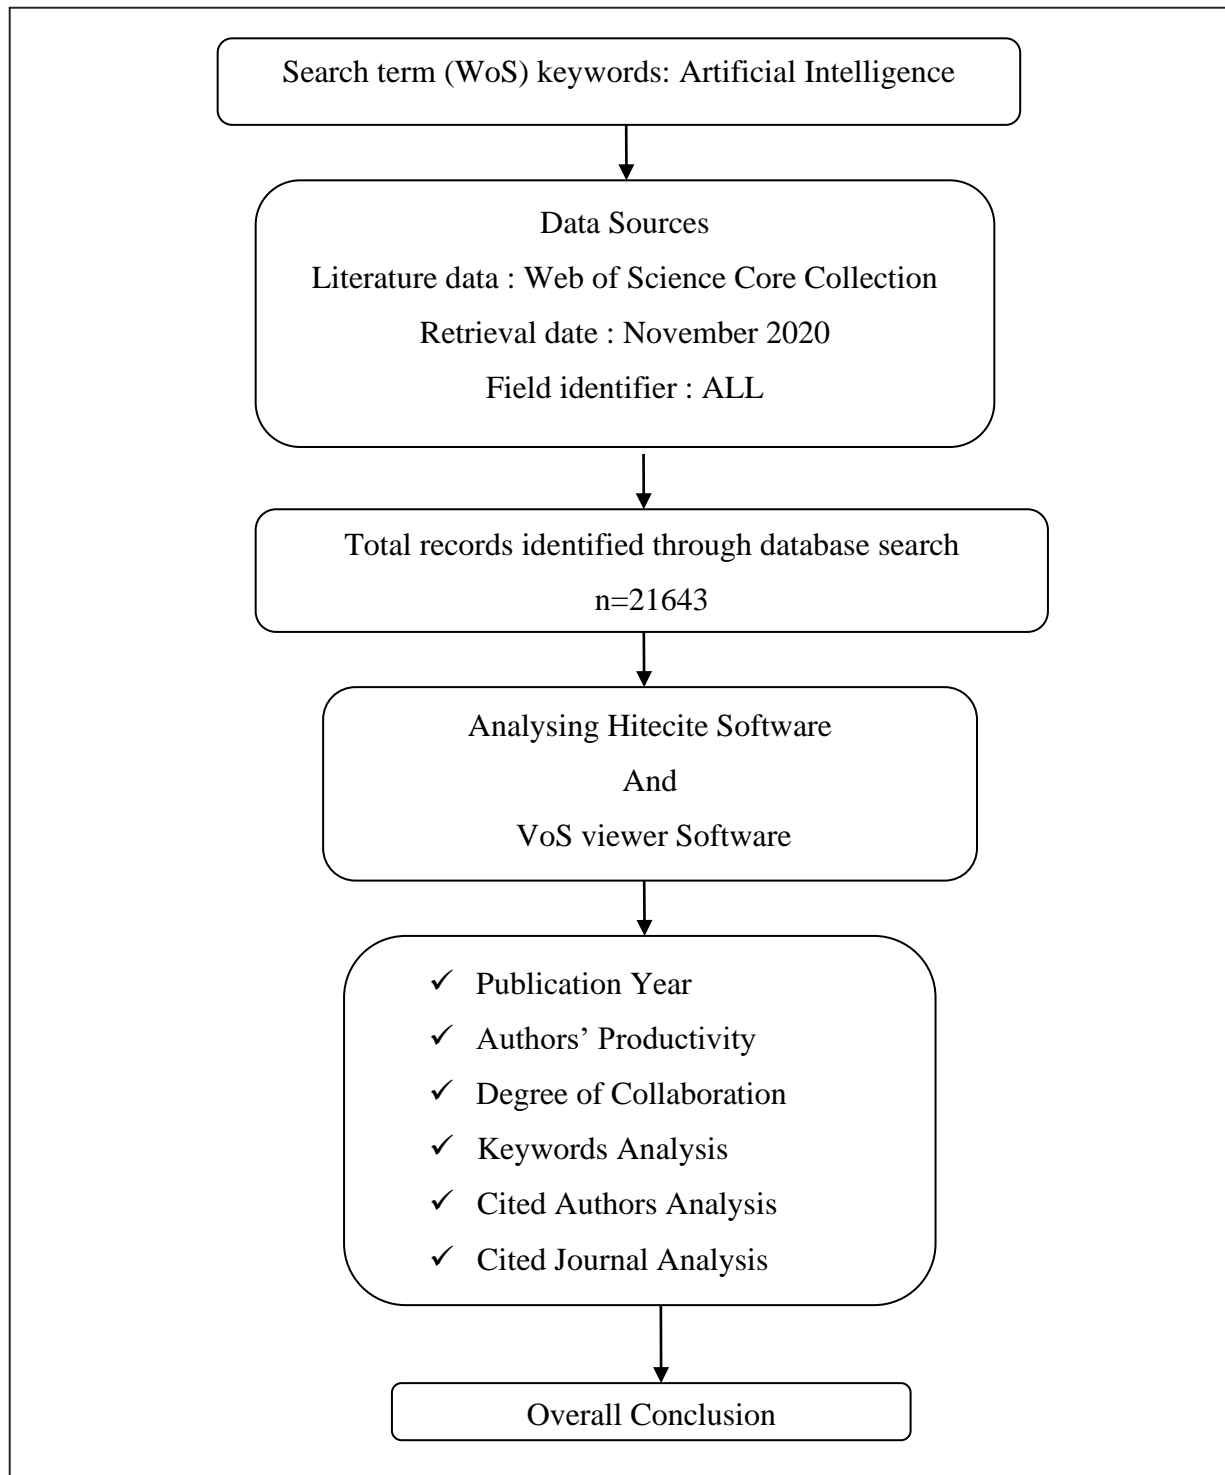 Search term (WoS) keywords: Artificial Intelligence
Data Sources
Literature data : Web of Science Core Collection
Retrieval date : November 2020
Field identifier : ALL
Total records identified through database search
n=21643
Analysing Hitecite Software
And
VoS viewer Software
✓ Publication Year
✓ Authors’ Productivity
✓ Degree of Collaboration
✓ Keywords Analysis
✓ Cited Authors Analysis
✓ Cited Journal Analysis
Overall Conclusion